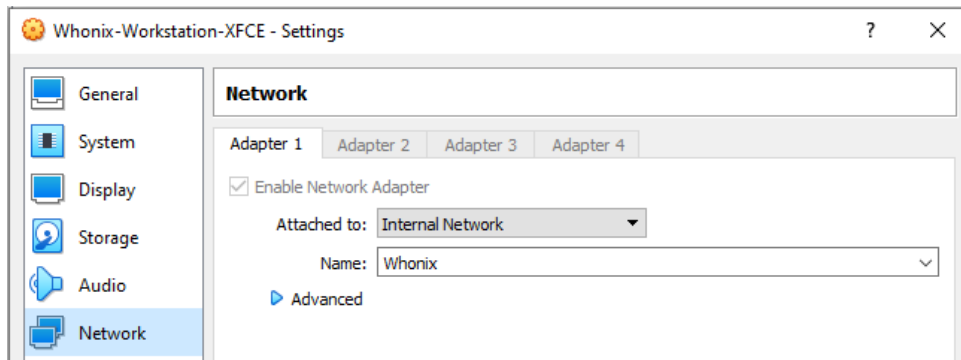 Whonix-Workstation-XFCE - Settings
?
General
System
Display
Storage
Audio
Network
Network
Adapter 1
Adapter 2
Adapter 3
Adapter 4
Enable Network Adapter
Attached to: Internal Network
Name: Whonix
Advanced